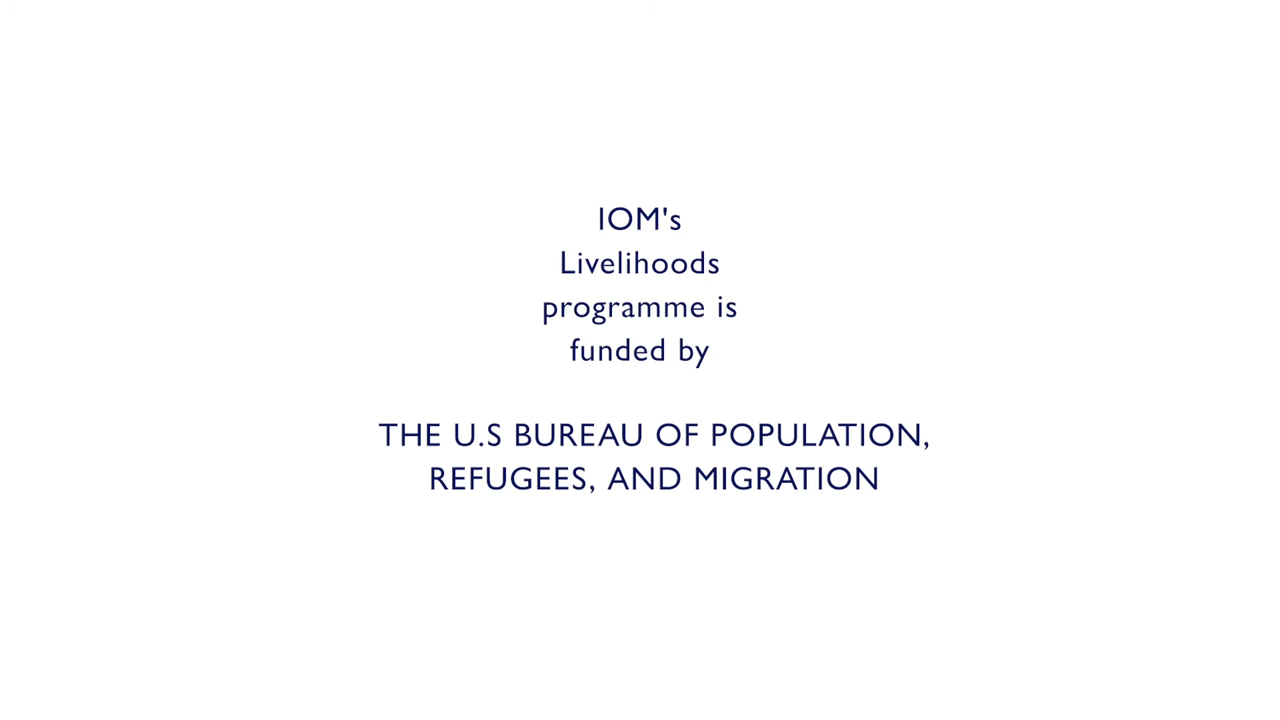 IOM's
Livelihoods
programme is
funded by
THE U.S BUREAU OF POPULATION,
REFUGEES, AND MIGRATION